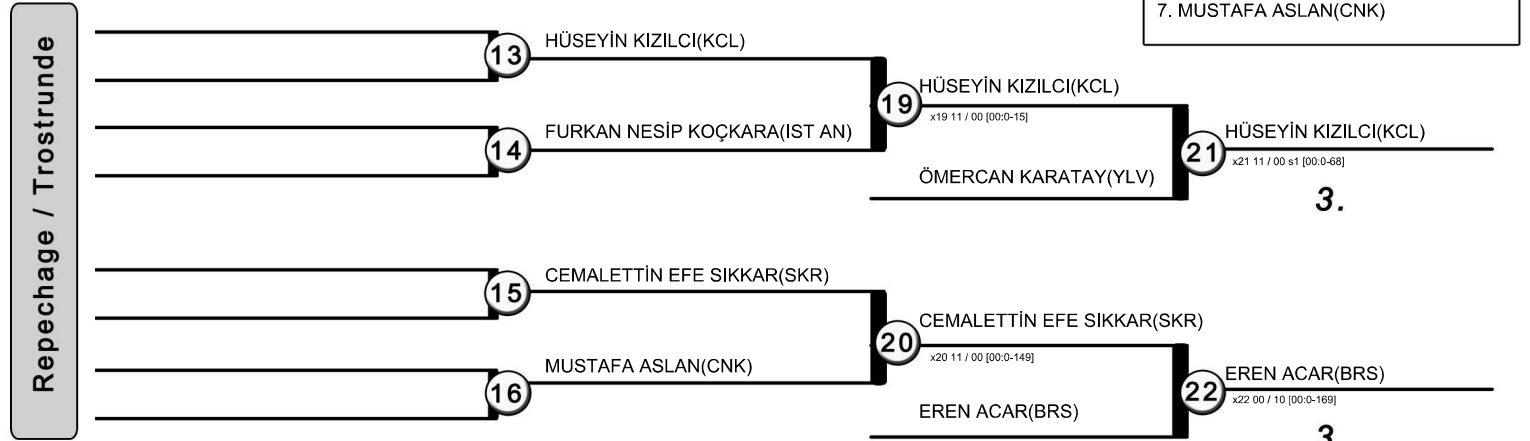 7. MUSTAFA ASLAN(CNK)
Repechage / Trostrunde
13
HÜSEYİN KIZILCI(KCL)
19
HÜSEYİN KIZILCI(KCL)
x19 11 / 00 [00:0-15]
14
FURKAN NESİP KOÇKARA(IST AN)
21
HÜSEYİN KIZILCI(KCL)
x21 11 / 00 s1 [00:0-68]
ÖMERCAN KARATAY(YLV)
3.
15
CEMALETTİN EFE SIKKAR(SKR)
20
CEMALETTİN EFE SIKKAR(SKR)
x20 11 / 00 [00:0-149]
16
MUSTAFA ASLAN(CNK)
22
EREN ACAR(BRS)
x22 00 / 10 [00:0-169]
EREN ACAR(BRS)
3